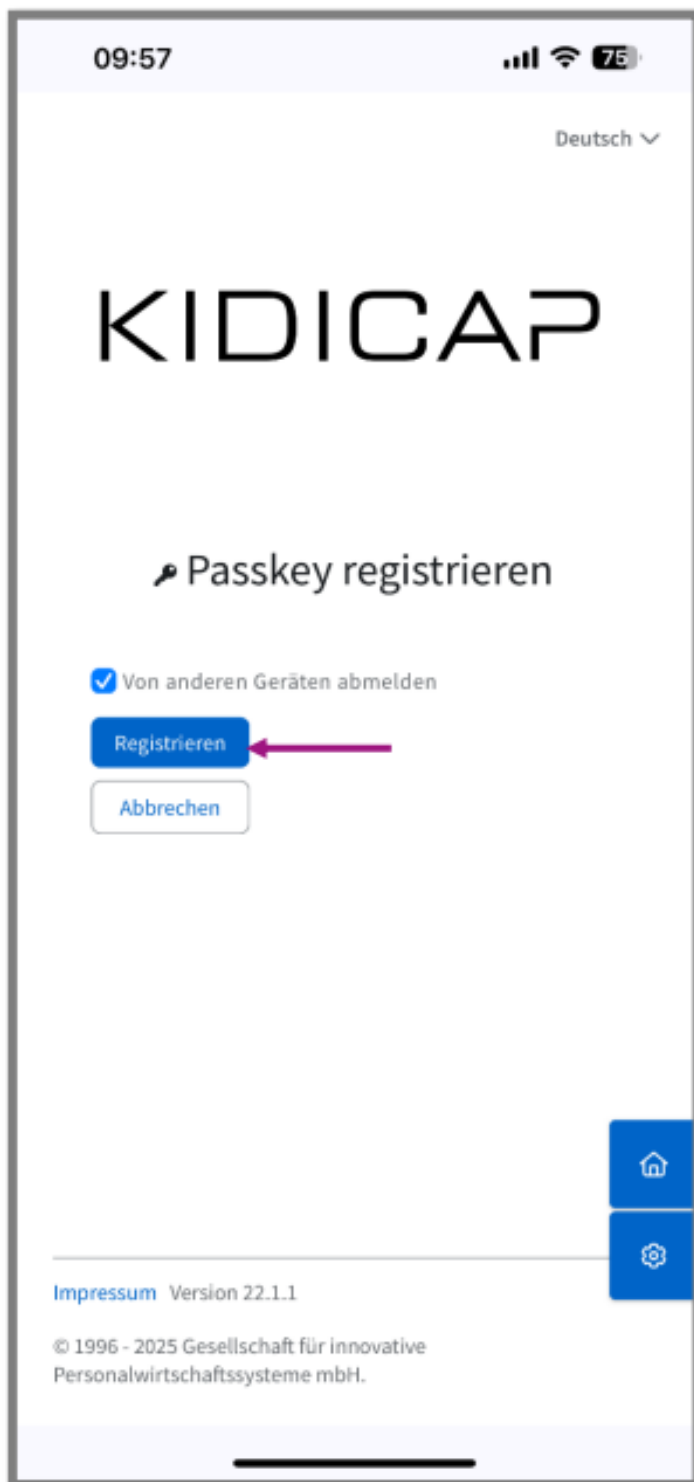 09:57
75
Deutsch
KIDICAP
Passkey registrieren
Von anderen Geräten abmelden
Registrieren
Abbrechen
Impressum Version 22.1.1
© 1996 - 2025 Gesellschaft für innovative
Personalwirtschaftssysteme mbH.